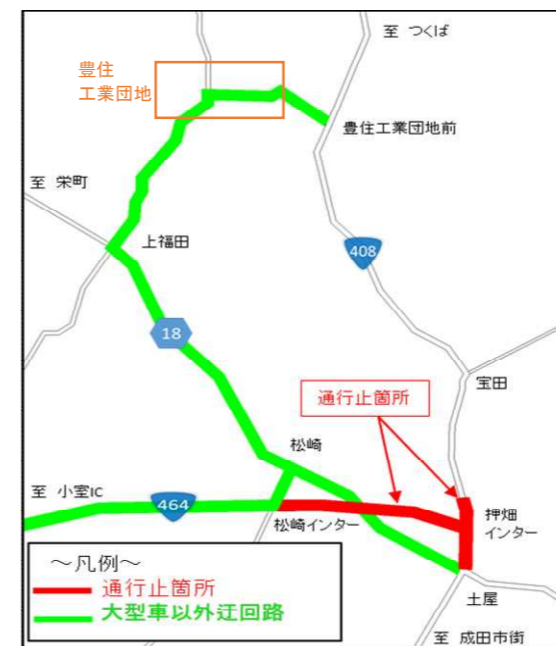 至 つくば
豊住
工業団地
豊住工業団地前
至 栄町
上福田
408
18
宝田
通行止箇所
松崎
至 小室IC
464
松崎インター
押畑
インター
土屋
至 成田市街
～凡例～
通行止箇所
大型車以外迂回路